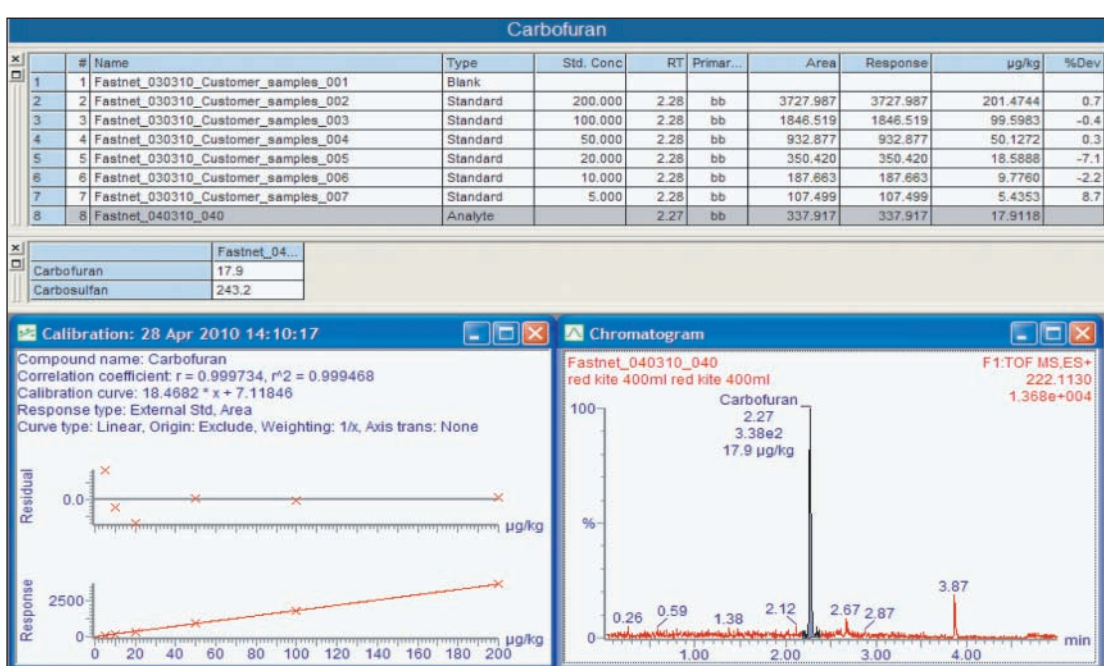 Carbofuran
# Name Type Std. Conc RT Primar... Area Response µg/kg %Dev
1 1 Fastnet_030310_Customer_samples_001 Blank
2 2 Fastnet_030310_Customer_samples_002 Standard 200.000 2.28 bb 3727.987 3727.987 201.4744 0.7
3 3 Fastnet_030310_Customer_samples_003 Standard 100.000 2.28 bb 1846.519 1846.519 99.5983 -0.4
4 4 Fastnet_030310_Customer_samples_004 Standard 50.000 2.28 bb 932.877 932.877 50.1272 0.3
5 5 Fastnet_030310_Customer_samples_005 Standard 20.000 2.28 bb 350.420 350.420 18.5888 -7.1
6 6 Fastnet_030310_Customer_samples_006 Standard 10.000 2.28 bb 187.663 187.663 9.7760 -2.2
7 7 Fastnet_030310_Customer_samples_007 Standard 5.000 2.28 bb 107.499 107.499 5.4353 8.7
8 8 Fastnet_040310_040 Analyte 2.27 bb 337.917 337.917 17.9118
Fastnet_04...
Carbofuran 17.9
Carbosulfan 243.2
Calibration: 28 Apr 2010 14:10:17
Compound name: Carbofuran
Correlation coefficient: r = 0.999734, r^2 = 0.999468
Calibration curve: 18.4682 * x + 7.11846
Response type: External Std, Area
Curve type: Linear, Origin: Exclude, Weighting: 1/x, Axis trans: None
Residual
0.0
µg/kg
Response
2500
0
µg/kg
0 20 40 60 80 100 120 140 160 180 200
Chromatogram
Fastnet_040310_040 F1:TOF MS,ES+
red kite 400ml red kite 400ml 222.1130
1.368e+004
Carbofuran
2.27
3.38e2
17.9 µg/kg
100
%
0
0.26 0.59 1.38 2.12 2.67 2.87 3.87
min
1.00 2.00 3.00 4.00